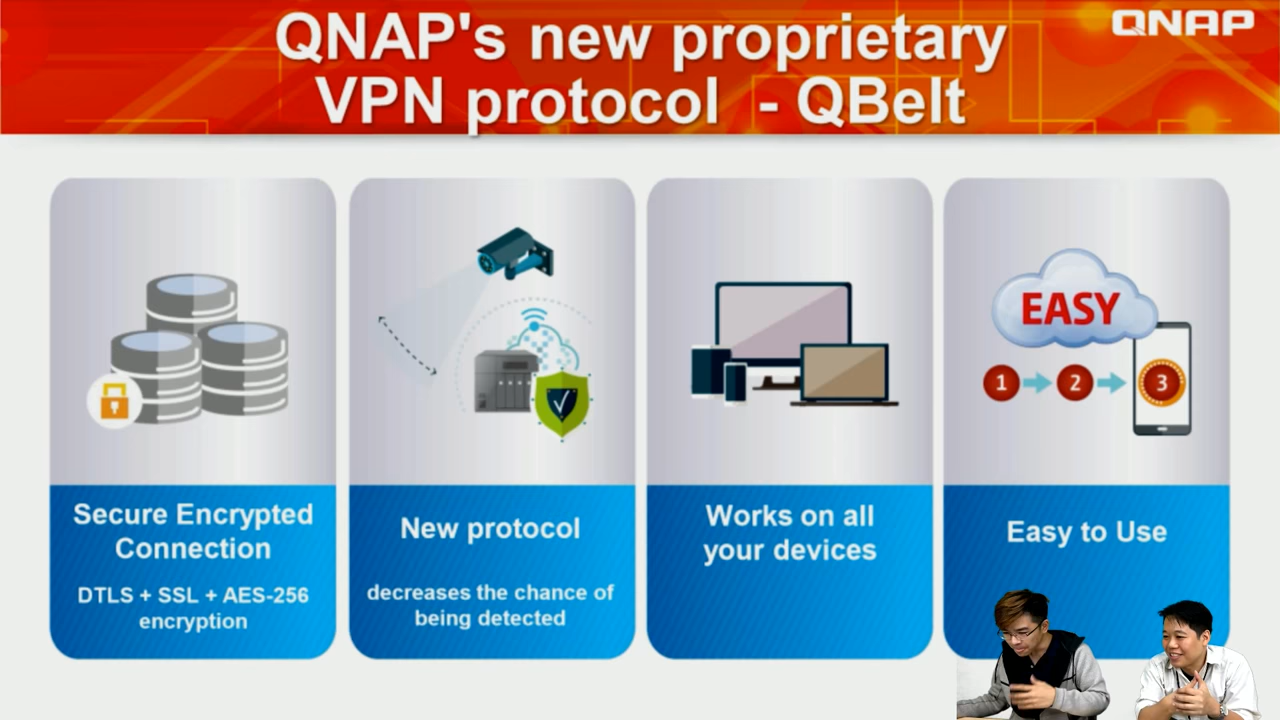 QNAP's new proprietary
VPN protocol - QBelt
QNAP
Secure Encrypted
Connection
DTLS + SSL + AES-256
encryption
New protocol
decreases the chance of
being detected
Works on all
your devices
EASY
1
2
3
Easy to Use